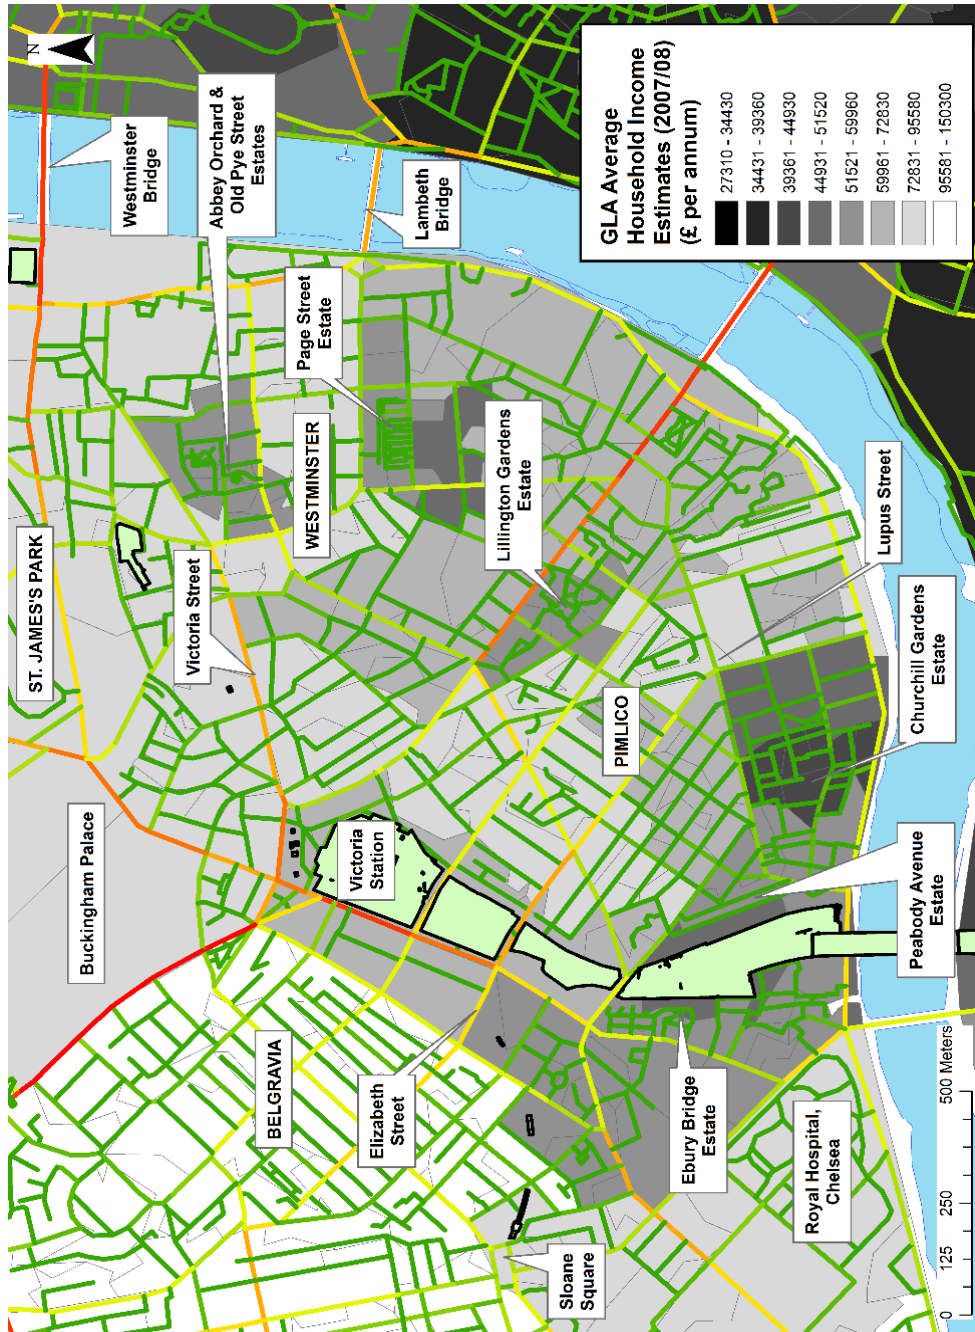 N
ST. JAMES'S PARK
Buckingham Palace
Westminster
Bridge
Abbey Orchard &
Old Pye Street
Estates
Victoria Street
WESTMINSTER
Page Street
Estate
Lambeth
Bridge
BELGRAVIA
Victoria
Station
Elizabeth
Street
Lillington Gardens
Estate
Sloane
Square
PIMLICO
Ebury Bridge
Estate
Royal Hospital,
Chelsea
Lupus Street
Churchill Gardens
Estate
Peabody Avenue
Estate
GLA Average
Household Income
Estimates (2007/08)
(£ per annum)
27310 - 34430
34431 - 39360
39361 - 44930
44931 - 51520
51521 - 59960
59961 - 72830
72831 - 95580
95581 - 150300
0 125 250 500 Meters